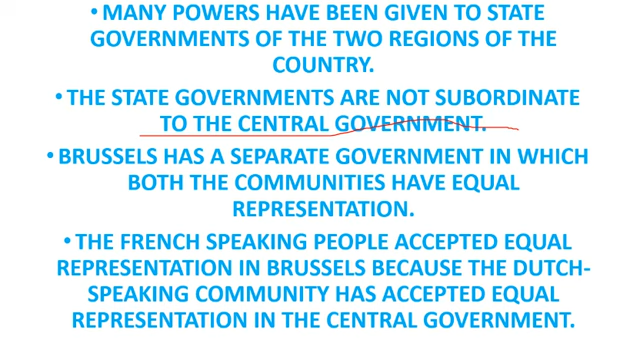 • MANY POWERS HAVE BEEN GIVEN TO STATE
GOVERNMENTS OF THE TWO REGIONS OF THE
COUNTRY.
• THE STATE GOVERNMENTS ARE NOT SUBORDINATE
TO THE CENTRAL GOVERNMENT.
• BRUSSELS HAS A SEPARATE GOVERNMENT IN WHICH
BOTH THE COMMUNITIES HAVE EQUAL
REPRESENTATION.
• THE FRENCH SPEAKING PEOPLE ACCEPTED EQUAL
REPRESENTATION IN BRUSSELS BECAUSE THE DUTCH-
SPEAKING COMMUNITY HAS ACCEPTED EQUAL
REPRESENTATION IN THE CENTRAL GOVERNMENT.